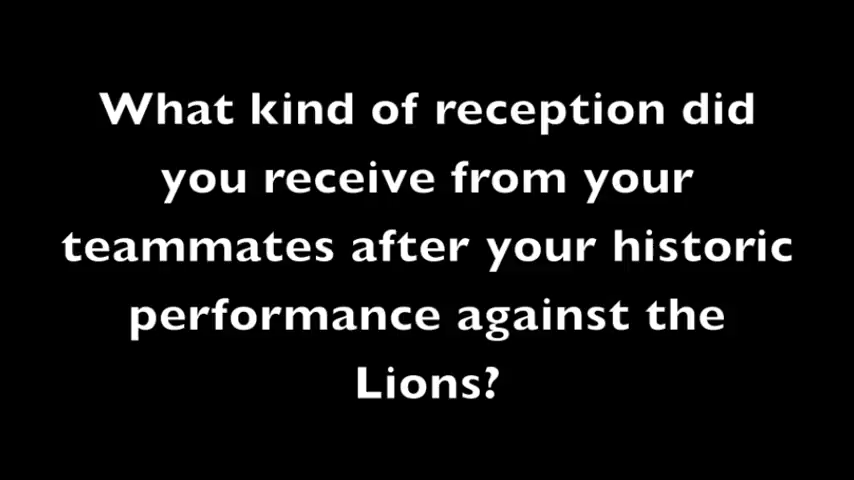 What kind of reception did
you receive from your
teammates after your historic
performance against the
Lions?